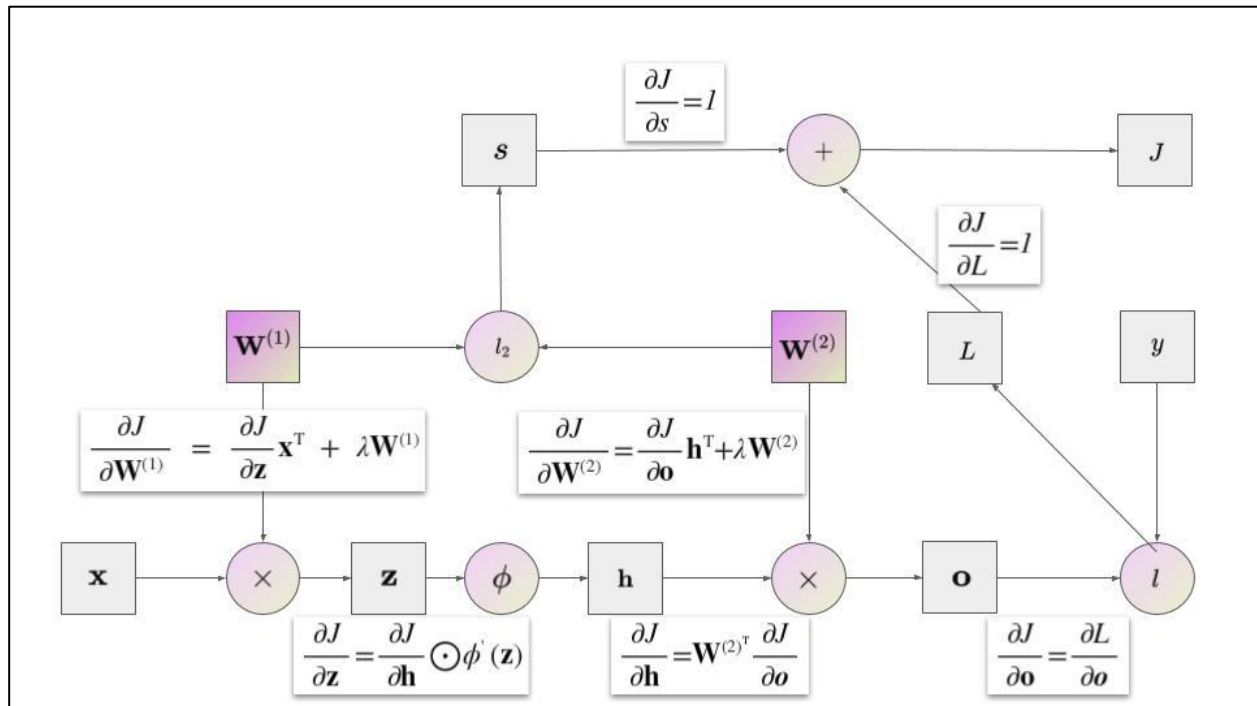 ∂J/∂s = 1
s
+
J
∂J/∂L = 1
W⁽¹⁾
l₂
W⁽²⁾
L
y
∂J/∂W⁽¹⁾ = ∂J/∂z xᵀ + λW⁽¹⁾
∂J/∂W⁽²⁾ = ∂J/∂o hᵀ + λW⁽²⁾
x
×
z
ϕ
h
×
o
l
∂J/∂z = ∂J/∂h ⊙ ϕ'(z)
∂J/∂h = W⁽²⁾ᵀ ∂J/∂o
∂J/∂o = ∂L/∂o